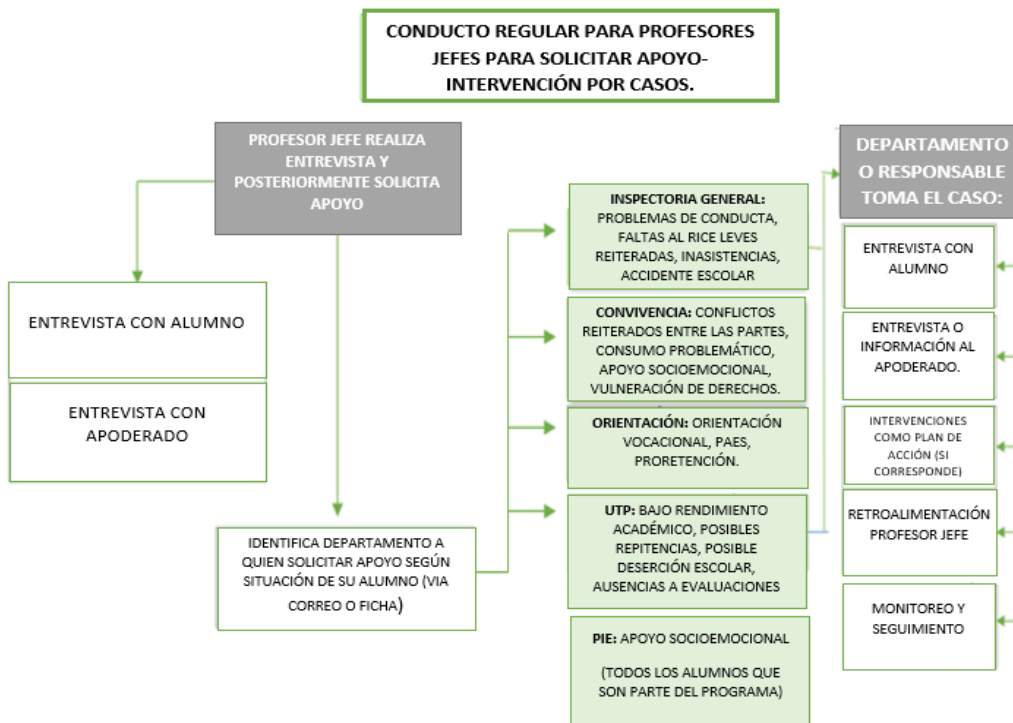 CONDUCTO REGULAR PARA PROFESORES
JEFES PARA SOLICITAR APOYO-
INTERVENCIÓN POR CASOS.
PROFESOR JEFE REALIZA
ENTREVISTA Y
POSTERIORMENTE SOLICITA
APOYO
ENTREVISTA CON ALUMNO
ENTREVISTA CON
APODERADO
IDENTIFICA DEPARTAMENTO A
QUIEN SOLICITAR APOYO SEGÚN
SITUACIÓN DE SU ALUMNO (VIA
CORREO O FICHA)
INSPECTORIA GENERAL:
PROBLEMAS DE CONDUCTA,
FALTAS AL RICE LEVES
REITERADAS, INASISTENCIAS,
ACCIDENTE ESCOLAR
CONVIVENCIA: CONFLICTOS
REITERADOS ENTRE LAS PARTES,
CONSUMO PROBLEMÁTICO,
APOYO SOCIOEMOCIONAL,
VULNERACIÓN DE DERECHOS.
ORIENTACIÓN: ORIENTACIÓN
VOCACIONAL, PAES,
PRORETENCIÓN.
UTP: BAJO RENDIMIENTO
ACADÉMICO, POSIBLES
REPITENCIAS, POSIBLE
DESERCIÓN ESCOLAR,
AUSENCIAS A EVALUACIONES
PIE: APOYO SOCIOEMOCIONAL
(TODOS LOS ALUMNOS QUE
SON PARTE DEL PROGRAMA)
DEPARTAMENTO
O RESPONSABLE
TOMA EL CASO:
ENTREVISTA CON
ALUMNO
ENTREVISTA O
INFORMACIÓN AL
APODERADO.
INTERVENCIONES
COMO PLAN DE
ACCIÓN (SI
CORRESPONDE)
RETROALIMENTACIÓN
PROFESOR JEFE
MONITOREO Y
SEGUIMIENTO